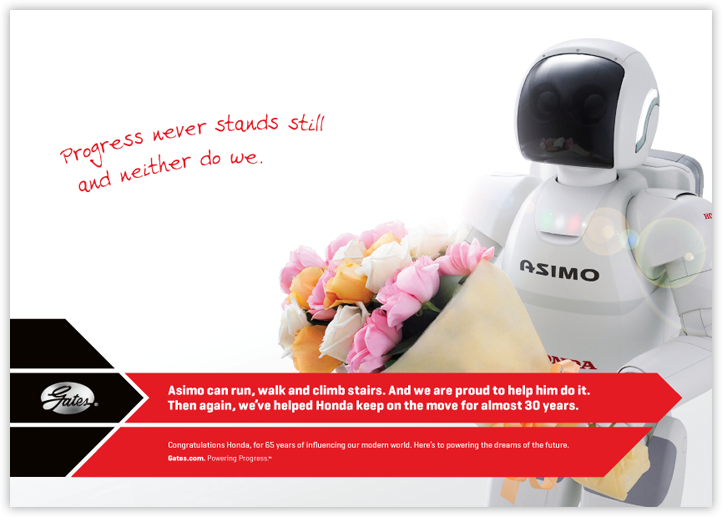 Progress never stands still
and neither do we.
ASIMO
HONDA
Gates®
Asimo can run, walk and climb stairs. And we are proud to help him do it.
Then again, we've helped Honda keep on the move for almost 30 years.
Congratulations Honda, for 65 years of influencing our modern world. Here's to powering the dreams of the future.
Gates.com. Powering Progress.™